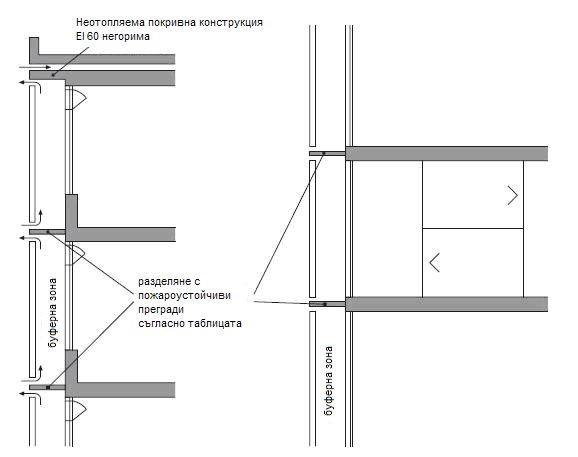 Неотопляема покривна конструкция
EI 60 негорима
разделяне с
пожароустойчиви
прегради
съгласно таблицата
буферна зона
буферна зона